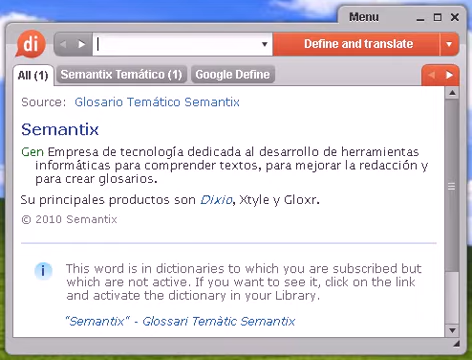 Menu
di
Define and translate
All (1)
Semantix Temático (1)
Google Define
Source: Glosario Temático Semantix
Semantix
Gen Empresa de tecnología dedicada al desarrollo de herramientas
informáticas para comprender textos, para mejorar la redacción y
para crear glosarios.
Su principales productos son Dixio, Xtyle y Gloxr.
© 2010 Semantix
This word is in dictionaries to which you are subscribed but
which are not active. If you want to see it, click on the link
and activate the dictionary in your Library.
"Semantix" - Glossari Temàtic Semantix